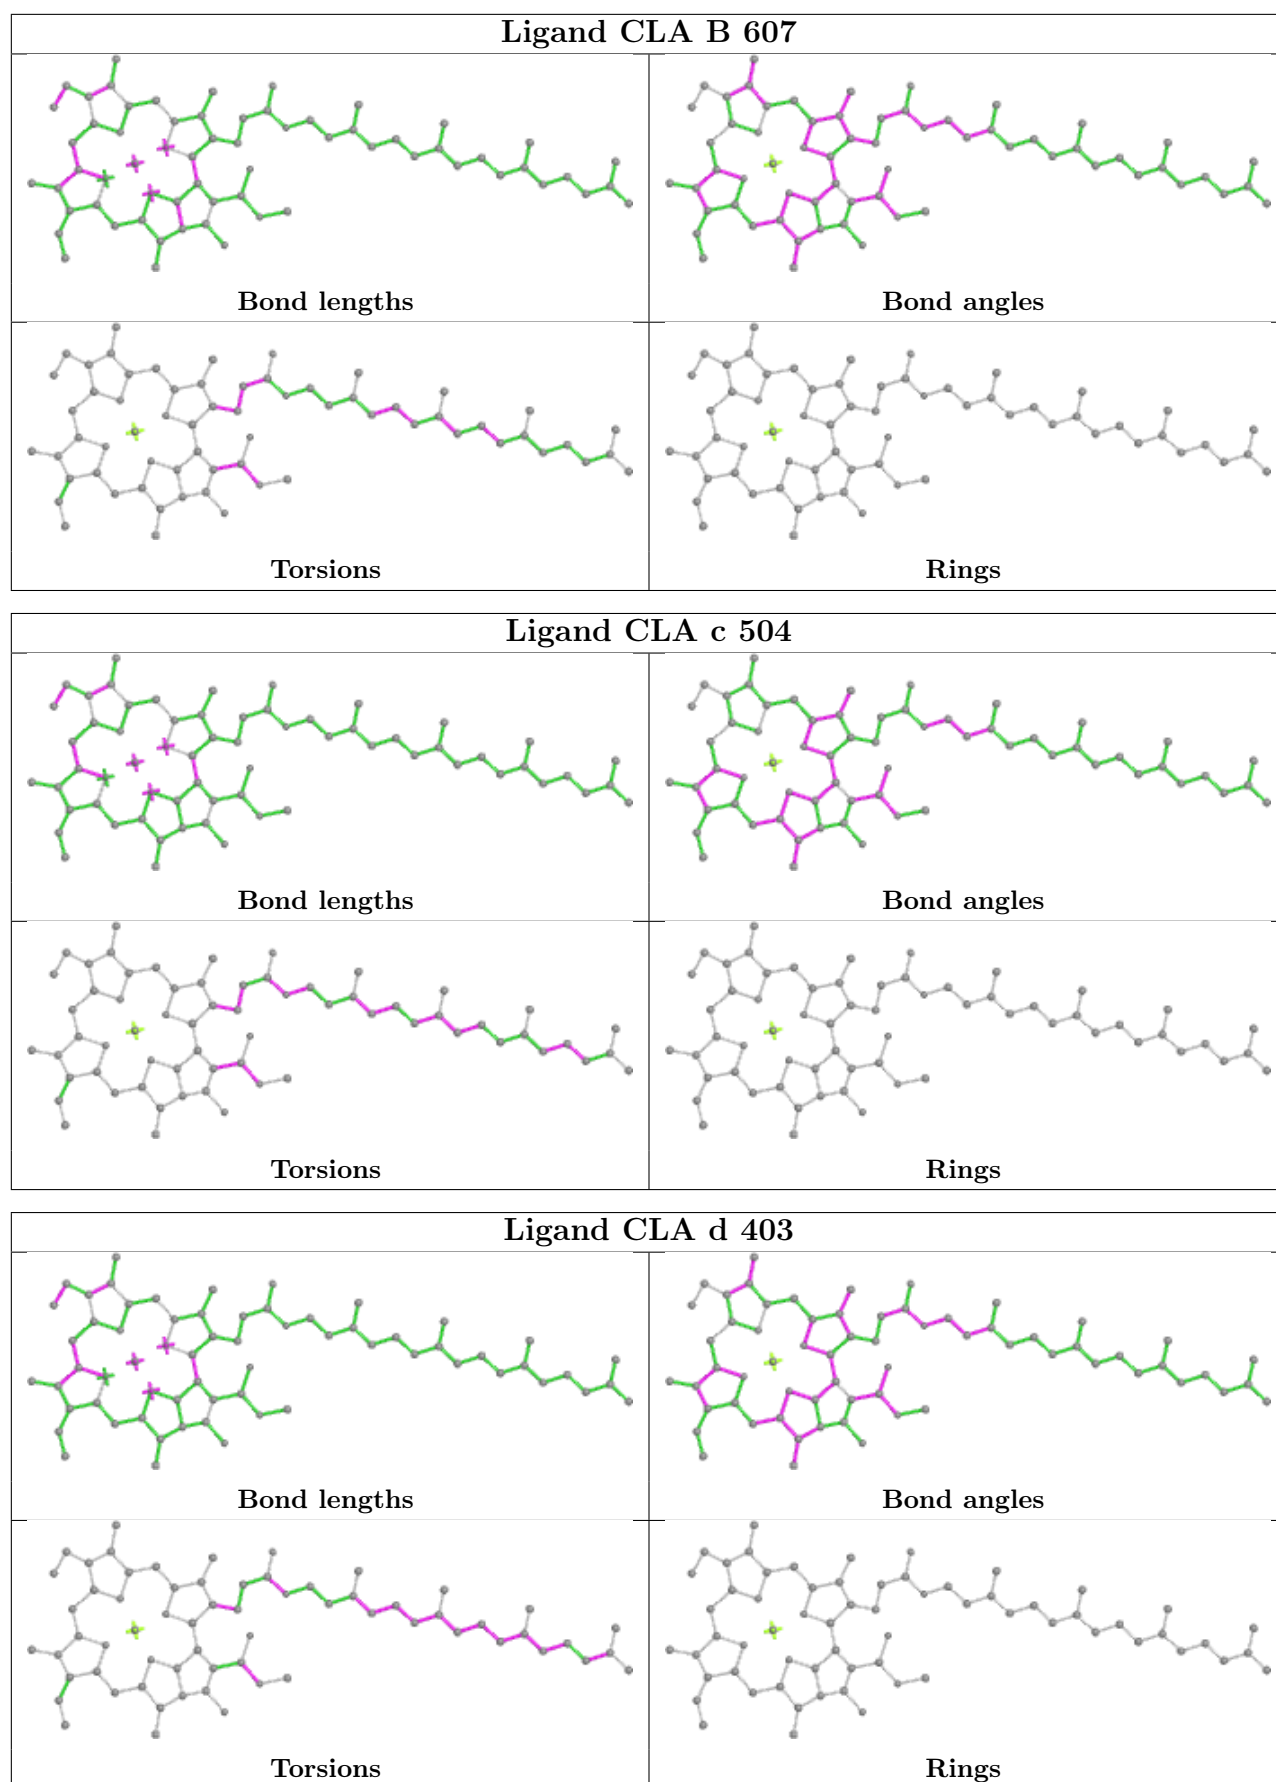 Ligand CLA B 607
Bond lengths
Bond angles
Torsions
Rings
Ligand CLA c 504
Bond lengths
Bond angles
Torsions
Rings
Ligand CLA d 403
Bond lengths
Bond angles
Torsions
Rings